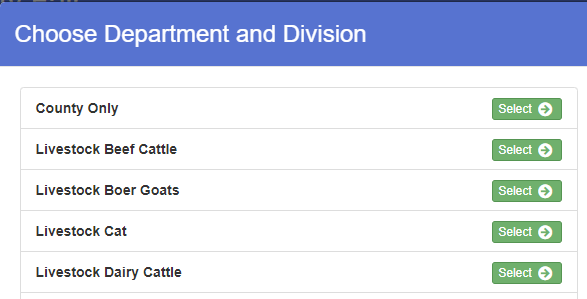 Choose Department and Division
County Only Select
Livestock Beef Cattle Select
Livestock Boer Goats Select
Livestock Cat Select
Livestock Dairy Cattle Select